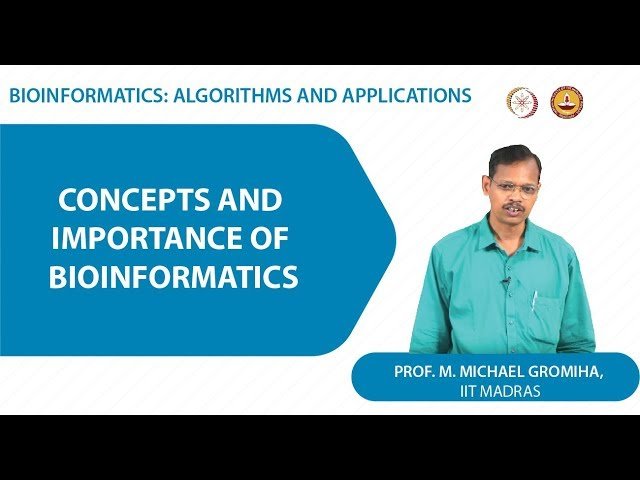 BIOINFORMATICS: ALGORITHMS AND APPLICATIONS
CONCEPTS AND
IMPORTANCE OF
BIOINFORMATICS
PROF. M. MICHAEL GROMIHA,
IIT MADRAS